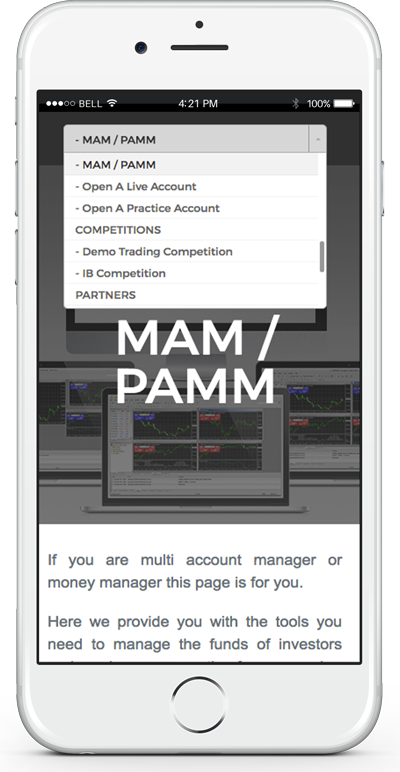 BELL
4:21 PM
100%
- MAM / PAMM
- MAM / PAMM
- Open A Live Account
- Open A Practice Account
COMPETITIONS
- Demo Trading Competition
- IB Competition
PARTNERS
MAM /
PAMM
If you are multi account manager or
money manager this page is for you.
Here we provide you with the tools you
need to manage the funds of investors